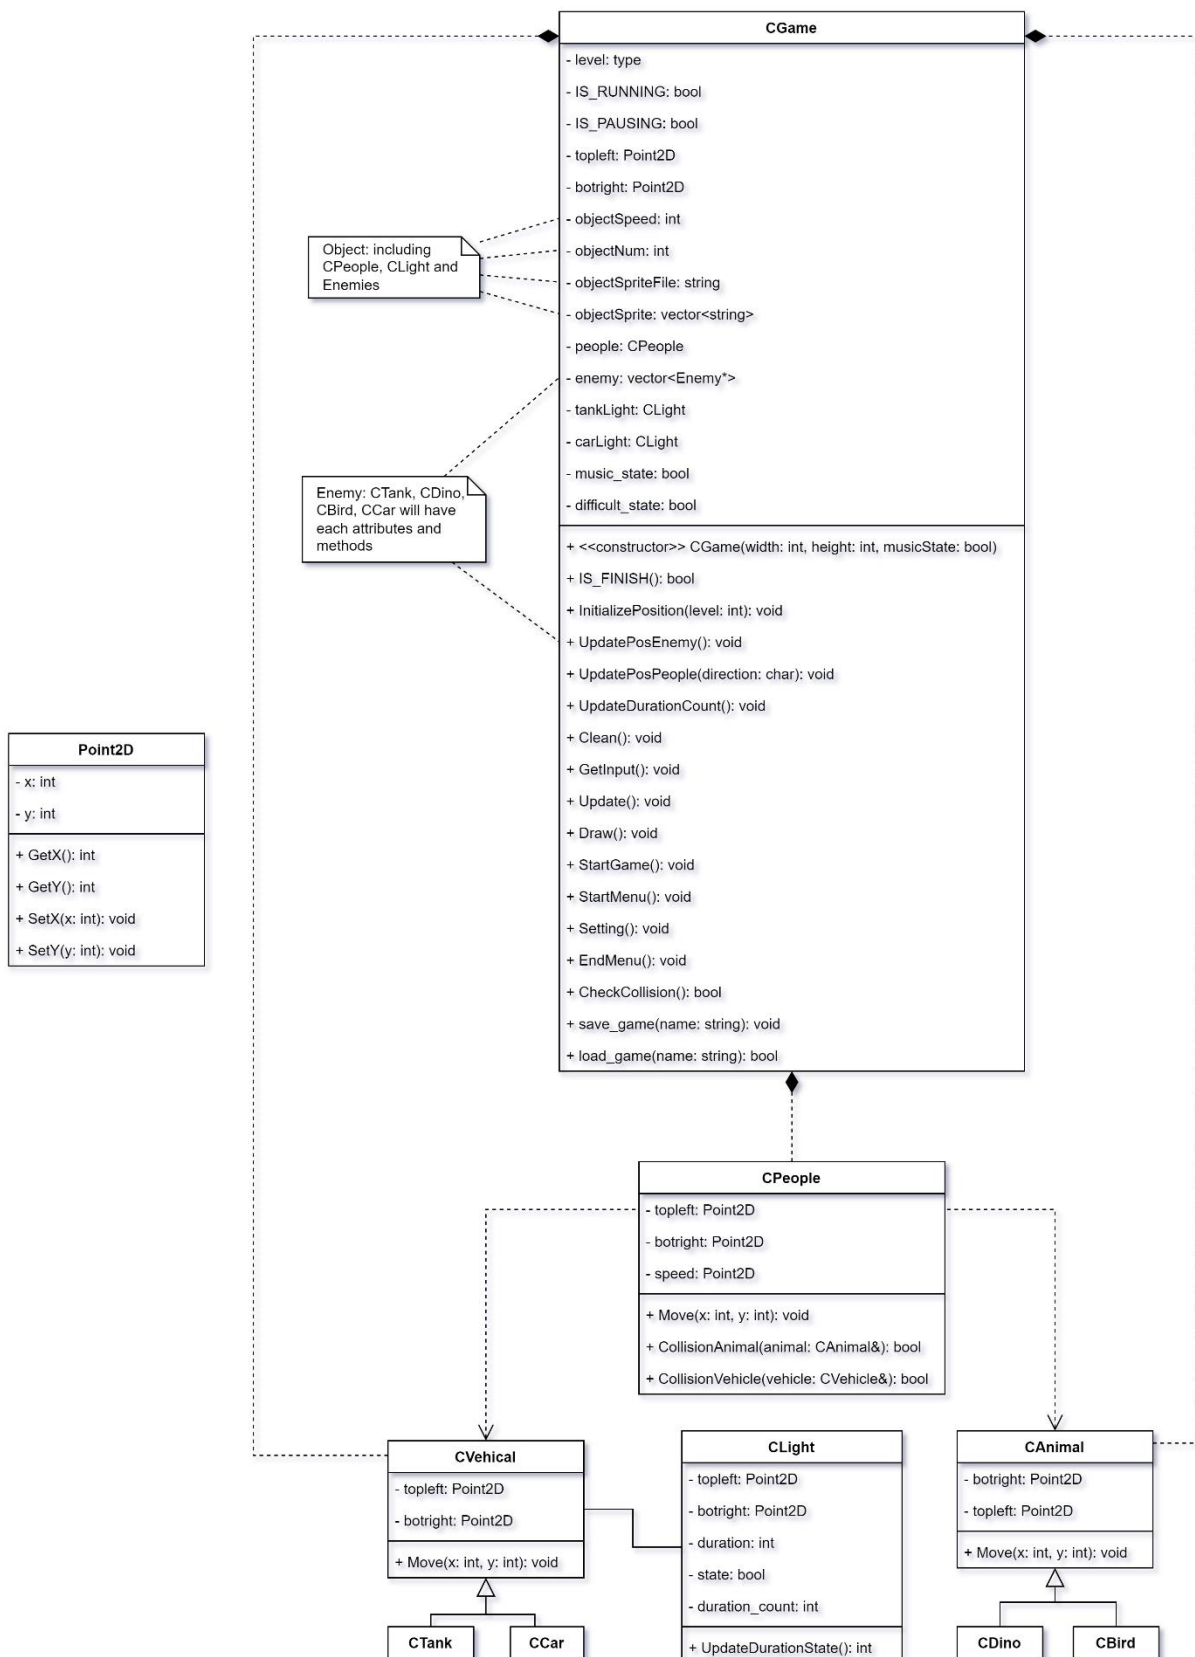 CGame
- level: type
- IS_RUNNING: bool
- IS_PAUSING: bool
- topleft: Point2D
- botright: Point2D
- objectSpeed: int
- objectNum: int
- objectSpriteFile: string
- objectSprite: vector<string>
- people: CPeople
- enemy: vector<Enemy*>
- tankLight: CLight
- carLight: CLight
- music_state: bool
- difficult_state: bool
+ <<constructor>> CGame(width: int, height: int, musicState: bool)
+ IS_FINISH(): bool
+ InitializePosition(level: int): void
+ UpdatePosEnemy(): void
+ UpdatePosPeople(direction: char): void
+ UpdateDurationCount(): void
+ Clean(): void
+ GetInput(): void
+ Update(): void
+ Draw(): void
+ StartGame(): void
+ StartMenu(): void
+ Setting(): void
+ EndMenu(): void
+ CheckCollision(): bool
+ save_game(name: string): void
+ load_game(name: string): bool
Object: including
CPeople, CLight and
Enemies
Enemy: CTank, CDino,
CBird, CCar will have
each attributes and
methods
Point2D
- x: int
- y: int
+ GetX(): int
+ GetY(): int
+ SetX(x: int): void
+ SetY(y: int): void
CPeople
- topleft: Point2D
- botright: Point2D
- speed: Point2D
+ Move(x: int, y: int): void
+ CollisionAnimal(animal: CAnimal&): bool
+ CollisionVehicle(vehicle: CVehicle&): bool
CVehical
- topleft: Point2D
- botright: Point2D
+ Move(x: int, y: int): void
CTank
CCar
CLight
- topleft: Point2D
- botright: Point2D
- duration: int
- state: bool
- duration_count: int
+ UpdateDurationState(): int
CAnimal
- botright: Point2D
- topleft: Point2D
+ Move(x: int, y: int): void
CDino
CBird